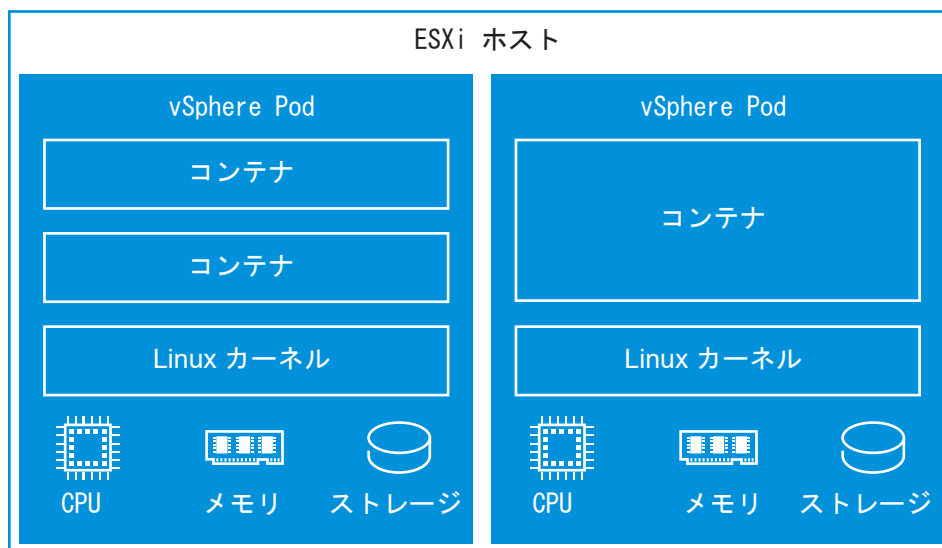 ESXi ホスト
vSphere Pod
コンテナ
コンテナ
Linux カーネル
CPU メモリ ストレージ
vSphere Pod
コンテナ
Linux カーネル
CPU メモリ ストレージ